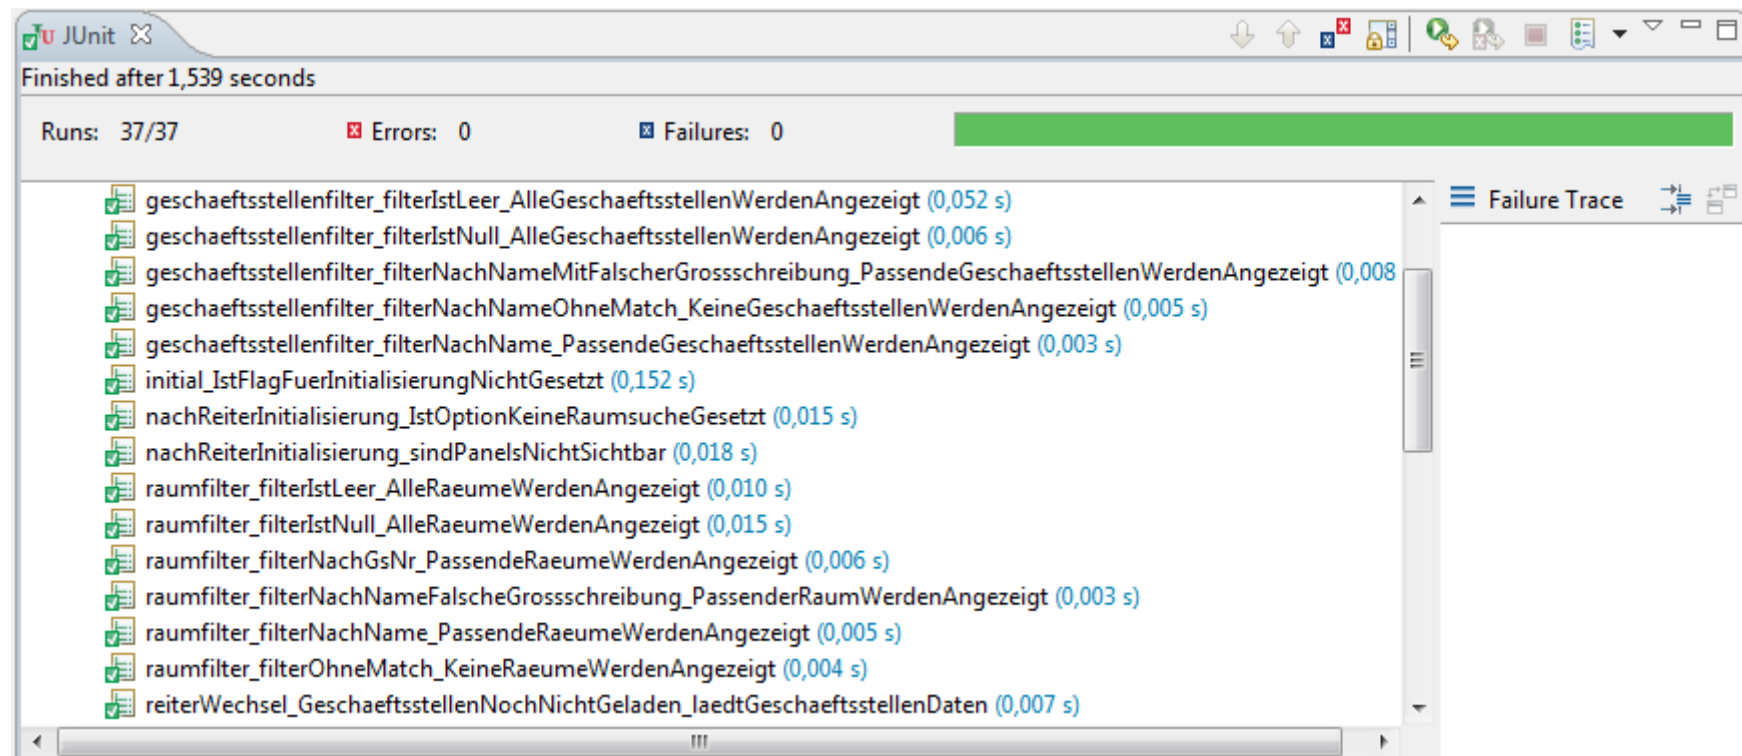 JUnit
Finished after 1,539 seconds
Runs: 37/37 Errors: 0 Failures: 0
geschaeftsstellenfilter_filterIstLeer_AlleGeschaeftsstellenWerdenAngezeigt (0,052 s)
Failure Trace
geschaeftsstellenfilter_filterIstNull_AlleGeschaeftsstellenWerdenAngezeigt (0,006 s)
geschaeftsstellenfilter_filterNachNameMitFalscherGrossschreibung_PassendeGeschaeftsstellenWerdenAngezeigt (0,008
geschaeftsstellenfilter_filterNachNameOhneMatch_KeineGeschaeftsstellenWerdenAngezeigt (0,005 s)
geschaeftsstellenfilter_filterNachName_PassendeGeschaeftsstellenWerdenAngezeigt (0,003 s)
initial_IstFlagFuerInitialisierungNichtGesetzt (0,152 s)
nachReiterInitialisierung_IstOptionKeineRaumsucheGesetzt (0,015 s)
nachReiterInitialisierung_sindPanelsNichtSichtbar (0,018 s)
raumfilter_filterIstLeer_AlleRaeumeWerdenAngezeigt (0,010 s)
raumfilter_filterIstNull_AlleRaeumeWerdenAngezeigt (0,015 s)
raumfilter_filterNachGsNr_PassendeRaeumeWerdenAngezeigt (0,006 s)
raumfilter_filterNachNameFalscheGrossschreibung_PassenderRaumWerdenAngezeigt (0,003 s)
raumfilter_filterNachName_PassendeRaeumeWerdenAngezeigt (0,005 s)
raumfilter_filterOhneMatch_KeineRaeumeWerdenAngezeigt (0,004 s)
reiterWechsel_GeschaeftsstellenNochNichtGeladen_laedtGeschaeftsstellenDaten (0,007 s)